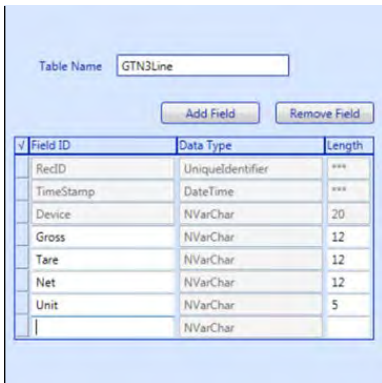 Table Name GTN3Line
Add Field Remove Field
√ Field ID Data Type Length
RecID UniqueIdentifier ***
TimeStamp DateTime ***
Device NVarChar 20
Gross NVarChar 12
Tare NVarChar 12
Net NVarChar 12
Unit NVarChar 5
NVarChar